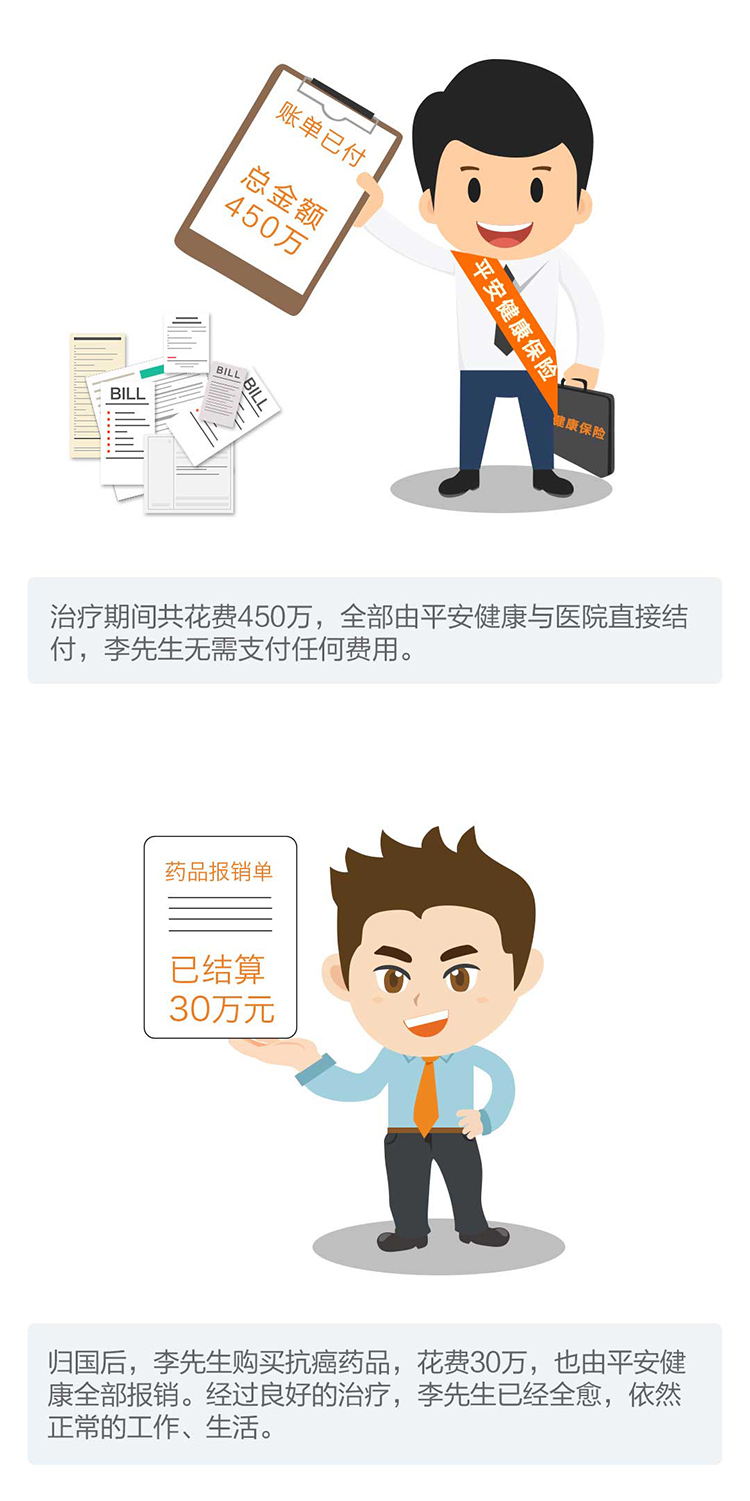 账单已付
总金额
450万
平安健康保险
健康保险
BILL
BILL
BILL
治疗期间共花费450万，全部由平安健康与医院直接结
付，李先生无需支付任何费用。
药品报销单
已结算
30万元
归国后，李先生购买抗癌药品，花费30万，也由平安健
康全部报销。经过良好的治疗，李先生已经全愈，依然
正常的工作、生活。